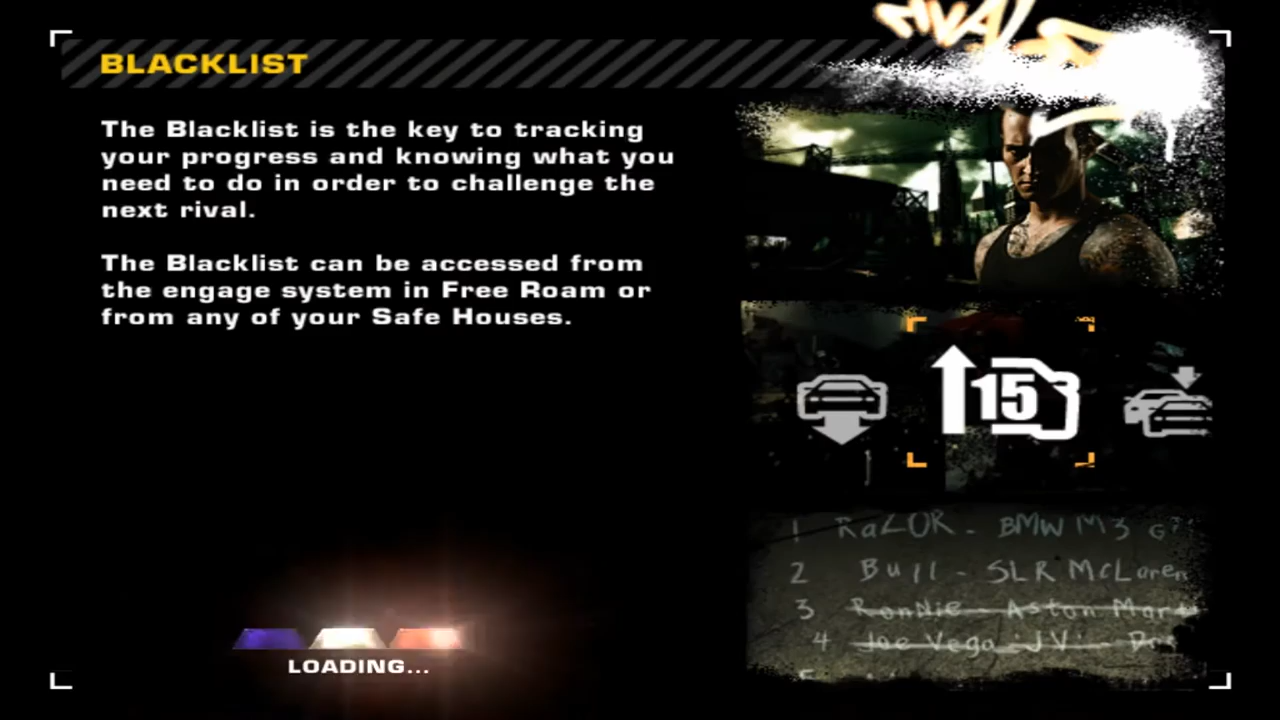 RIVAL
BLACKLIST
The Blacklist is the key to tracking
your progress and knowing what you
need to do in order to challenge the
next rival.
The Blacklist can be accessed from
the engage system in Free Roam or
from any of your Safe Houses.
15
1 RaZOR - BMW M3
2 Bull - SLR McLaren
3 Ronnie - Aston Mar
4 Joe Vega 'JV' -
LOADING...